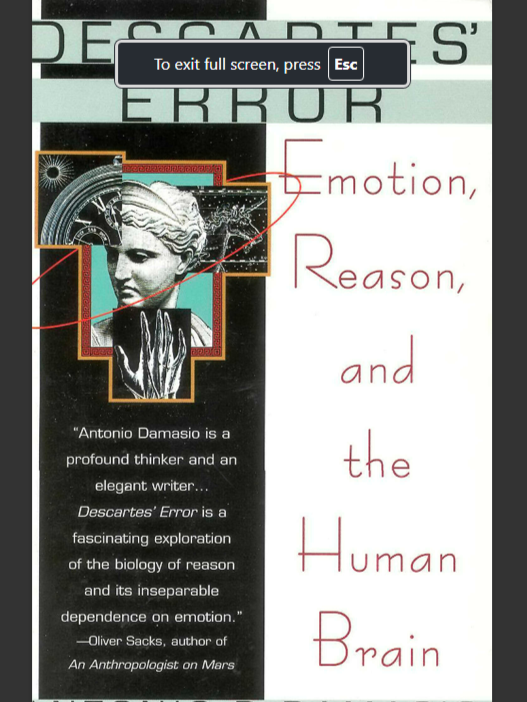 DESCARTES'
To exit full screen, press Esc
ERROR
Emotion,
Reason,
and
the
Human
Brain
"Antonio Damasio is a
profound thinker and an
elegant writer...
Descartes' Error is a
fascinating exploration
of the biology of reason
and its inseparable
dependence on emotion."
—Oliver Sacks, author of
An Anthropologist on Mars